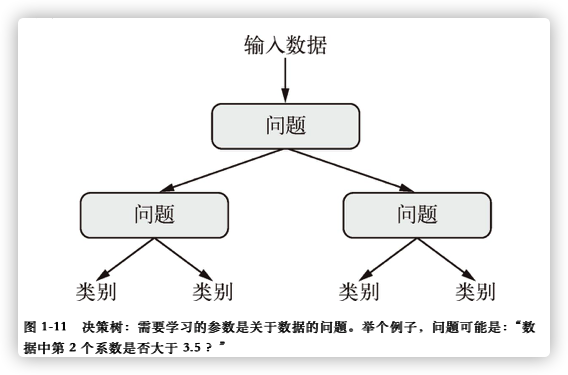 输入数据
问题
问题 问题
类别 类别 类别 类别
图 1-11 决策树：需要学习的参数是关于数据的问题。举个例子，问题可能是：“数
据中第 2 个系数是否大于 3.5？”